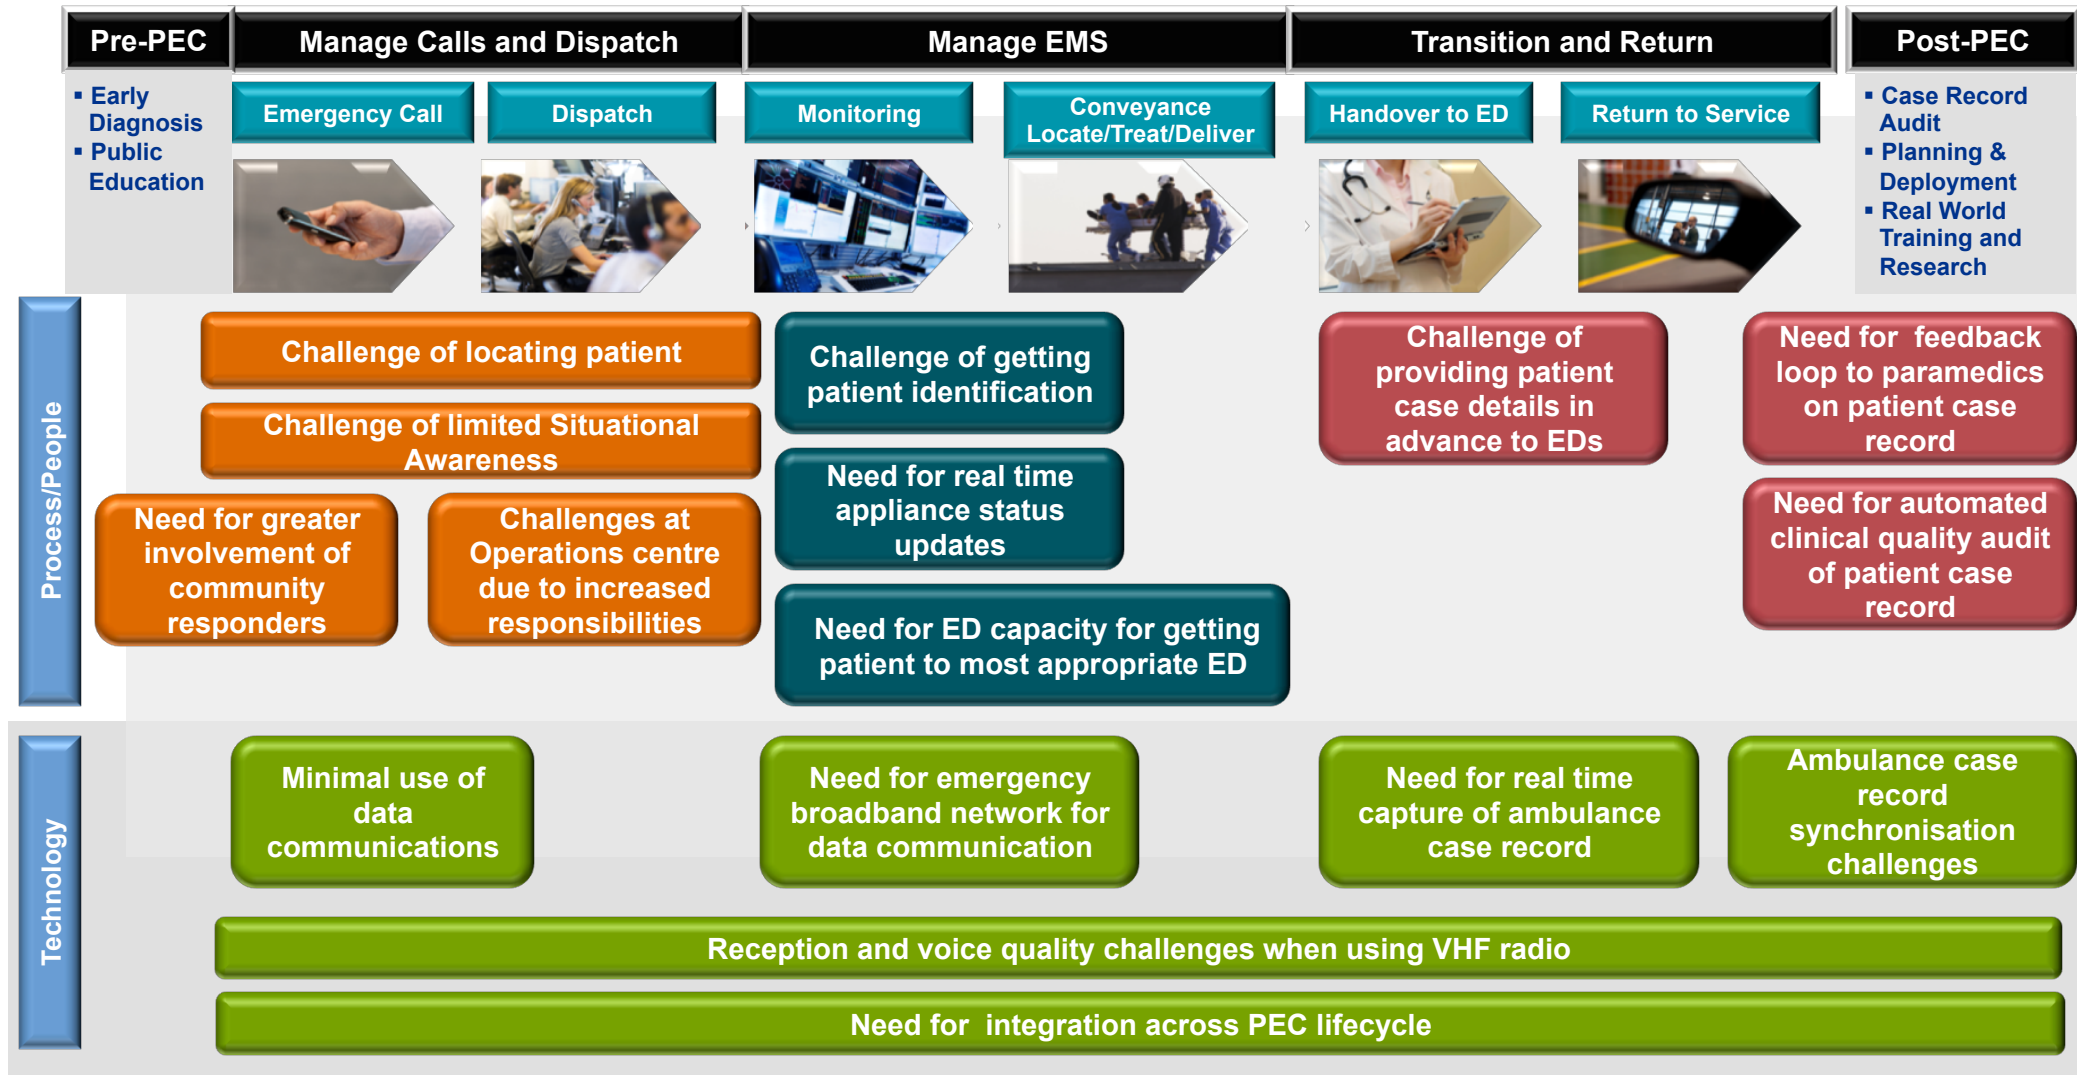 Pre-PEC
Manage Calls and Dispatch
Manage EMS
Transition and Return
Post-PEC
▪ Early
Diagnosis
▪ Public
Education
Emergency Call
Dispatch
Monitoring
Conveyance
Locate/Treat/Deliver
Handover to ED
Return to Service
▪ Case Record
Audit
▪ Planning &
Deployment
▪ Real World
Training and
Research
Process/People
Challenge of locating patient
Challenge of limited Situational
Awareness
Need for greater
involvement of
community
responders
Challenges at
Operations centre
due to increased
responsibilities
Challenge of getting
patient identification
Need for real time
appliance status
updates
Need for ED capacity for getting
patient to most appropriate ED
Challenge of
providing patient
case details in
advance to EDs
Need for  feedback
loop to paramedics
on patient case
record
Need for automated
clinical quality audit
of patient case
record
Technology
Minimal use of
data
communications
Need for emergency
broadband network for
data communication
Need for real time
capture of ambulance
case record
Ambulance case
record
synchronisation
challenges
Reception and voice quality challenges when using VHF radio
Need for  integration across PEC lifecycle